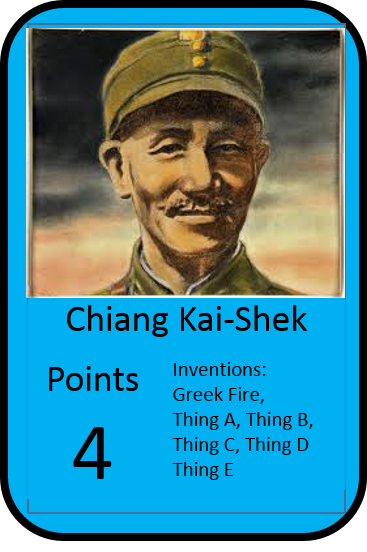 Chiang Kai-Shek
Points
4
Inventions:
Greek Fire,
Thing A, Thing B,
Thing C, Thing D
Thing E